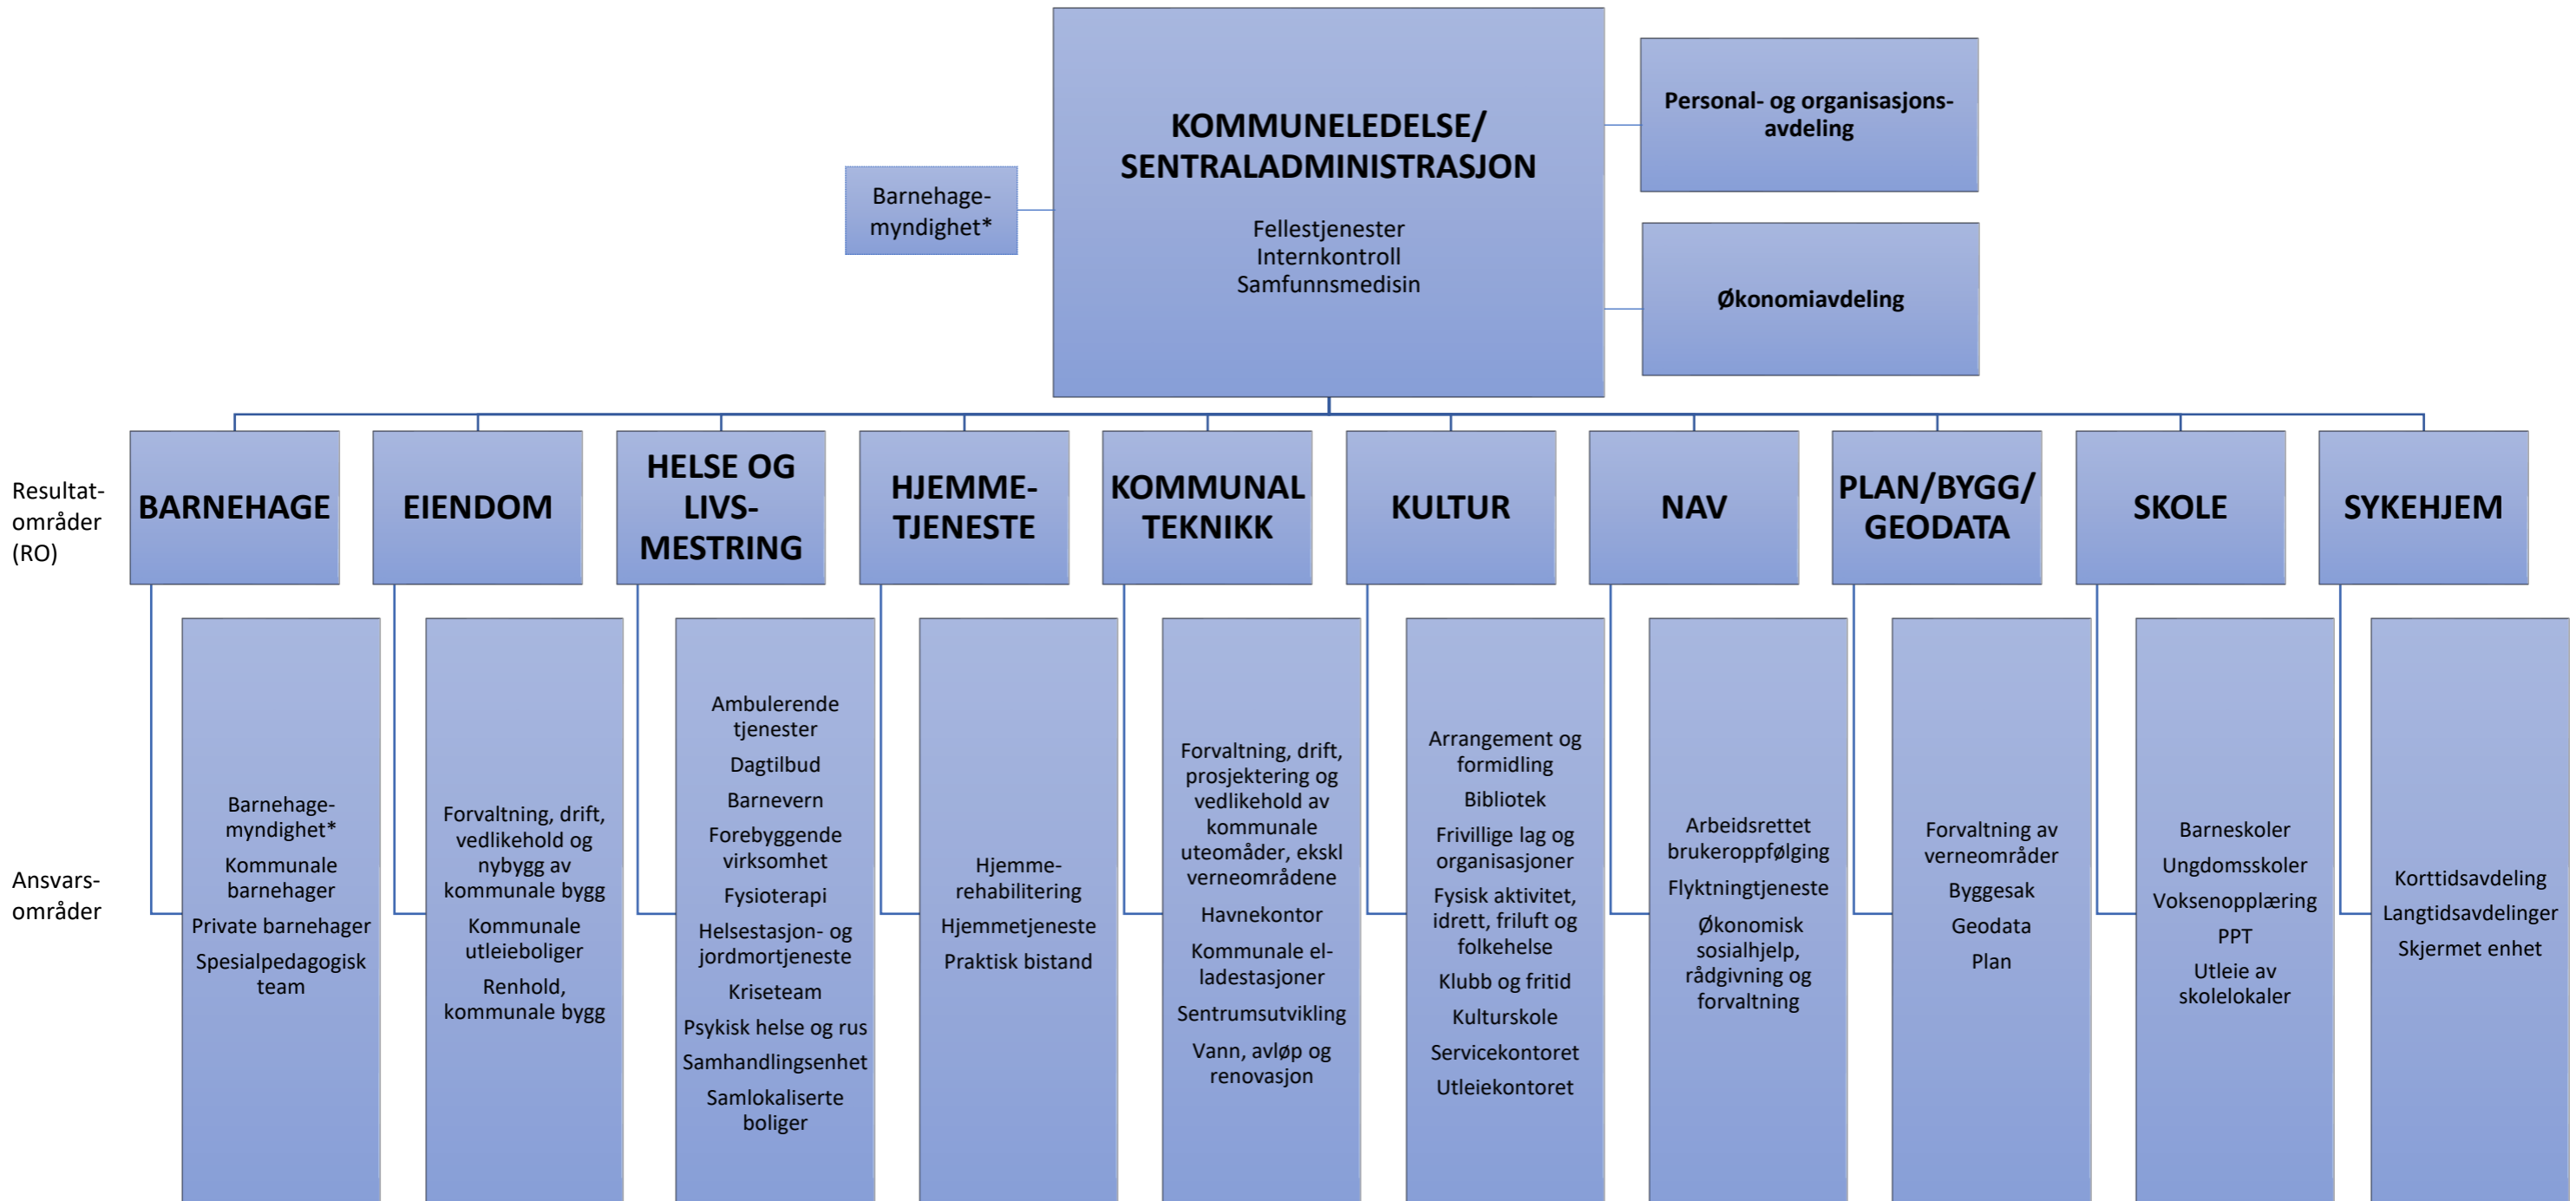 KOMMUNELEDELSE/
SENTRALADMINISTRASJON
Fellestjenester
Internkontroll
Samfunnsmedisin
Barnehage-
myndighet*
Personal- og organisasjons-
avdeling
Økonomiavdeling
Resultat-
områder
(RO)
BARNEHAGE
EIENDOM
HELSE OG
LIVS-
MESTRING
HJEMME-
TJENESTE
KOMMUNAL
TEKNIKK
KULTUR
NAV
PLAN/BYGG/
GEODATA
SKOLE
SYKEHJEM
Ansvars-
områder
Barnehage-
myndighet*
Kommunale
barnehager
Private barnehager
Spesialpedagogisk
team
Forvaltning, drift,
vedlikehold og
nybygg av
kommunale bygg
Kommunale
utleieboliger
Renhold,
kommunale bygg
Ambulerende
tjenester
Dagtilbud
Barnevern
Forebyggende
virksomhet
Fysioterapi
Helsestasjon- og
jordmortjeneste
Kriseteam
Psykisk helse og rus
Samhandlingsenhet
Samlokaliserte
boliger
Hjemme-
rehabilitering
Hjemmetjeneste
Praktisk bistand
Forvaltning, drift,
prosjektering og
vedlikehold av
kommunale
uteomåder, ekskl
verneområdene
Havnekontor
Kommunale el-
ladestasjoner
Sentrumsutvikling
Vann, avløp og
renovasjon
Arrangement og
formidling
Bibliotek
Frivillige lag og
organisasjoner
Fysisk aktivitet,
idrett, friluft og
folkehelse
Klubb og fritid
Kulturskole
Servicekontoret
Utleiekontoret
Arbeidsrettet
brukeroppfølging
Flyktningtjeneste
Økonomisk
sosialhjelp,
rådgivning og
forvaltning
Forvaltning av
verneområder
Byggesak
Geodata
Plan
Barneskoler
Ungdomsskoler
Voksenopplæring
PPT
Utleie av
skolelokaler
Korttidsavdeling
Langtidsavdelinger
Skjermet enhet